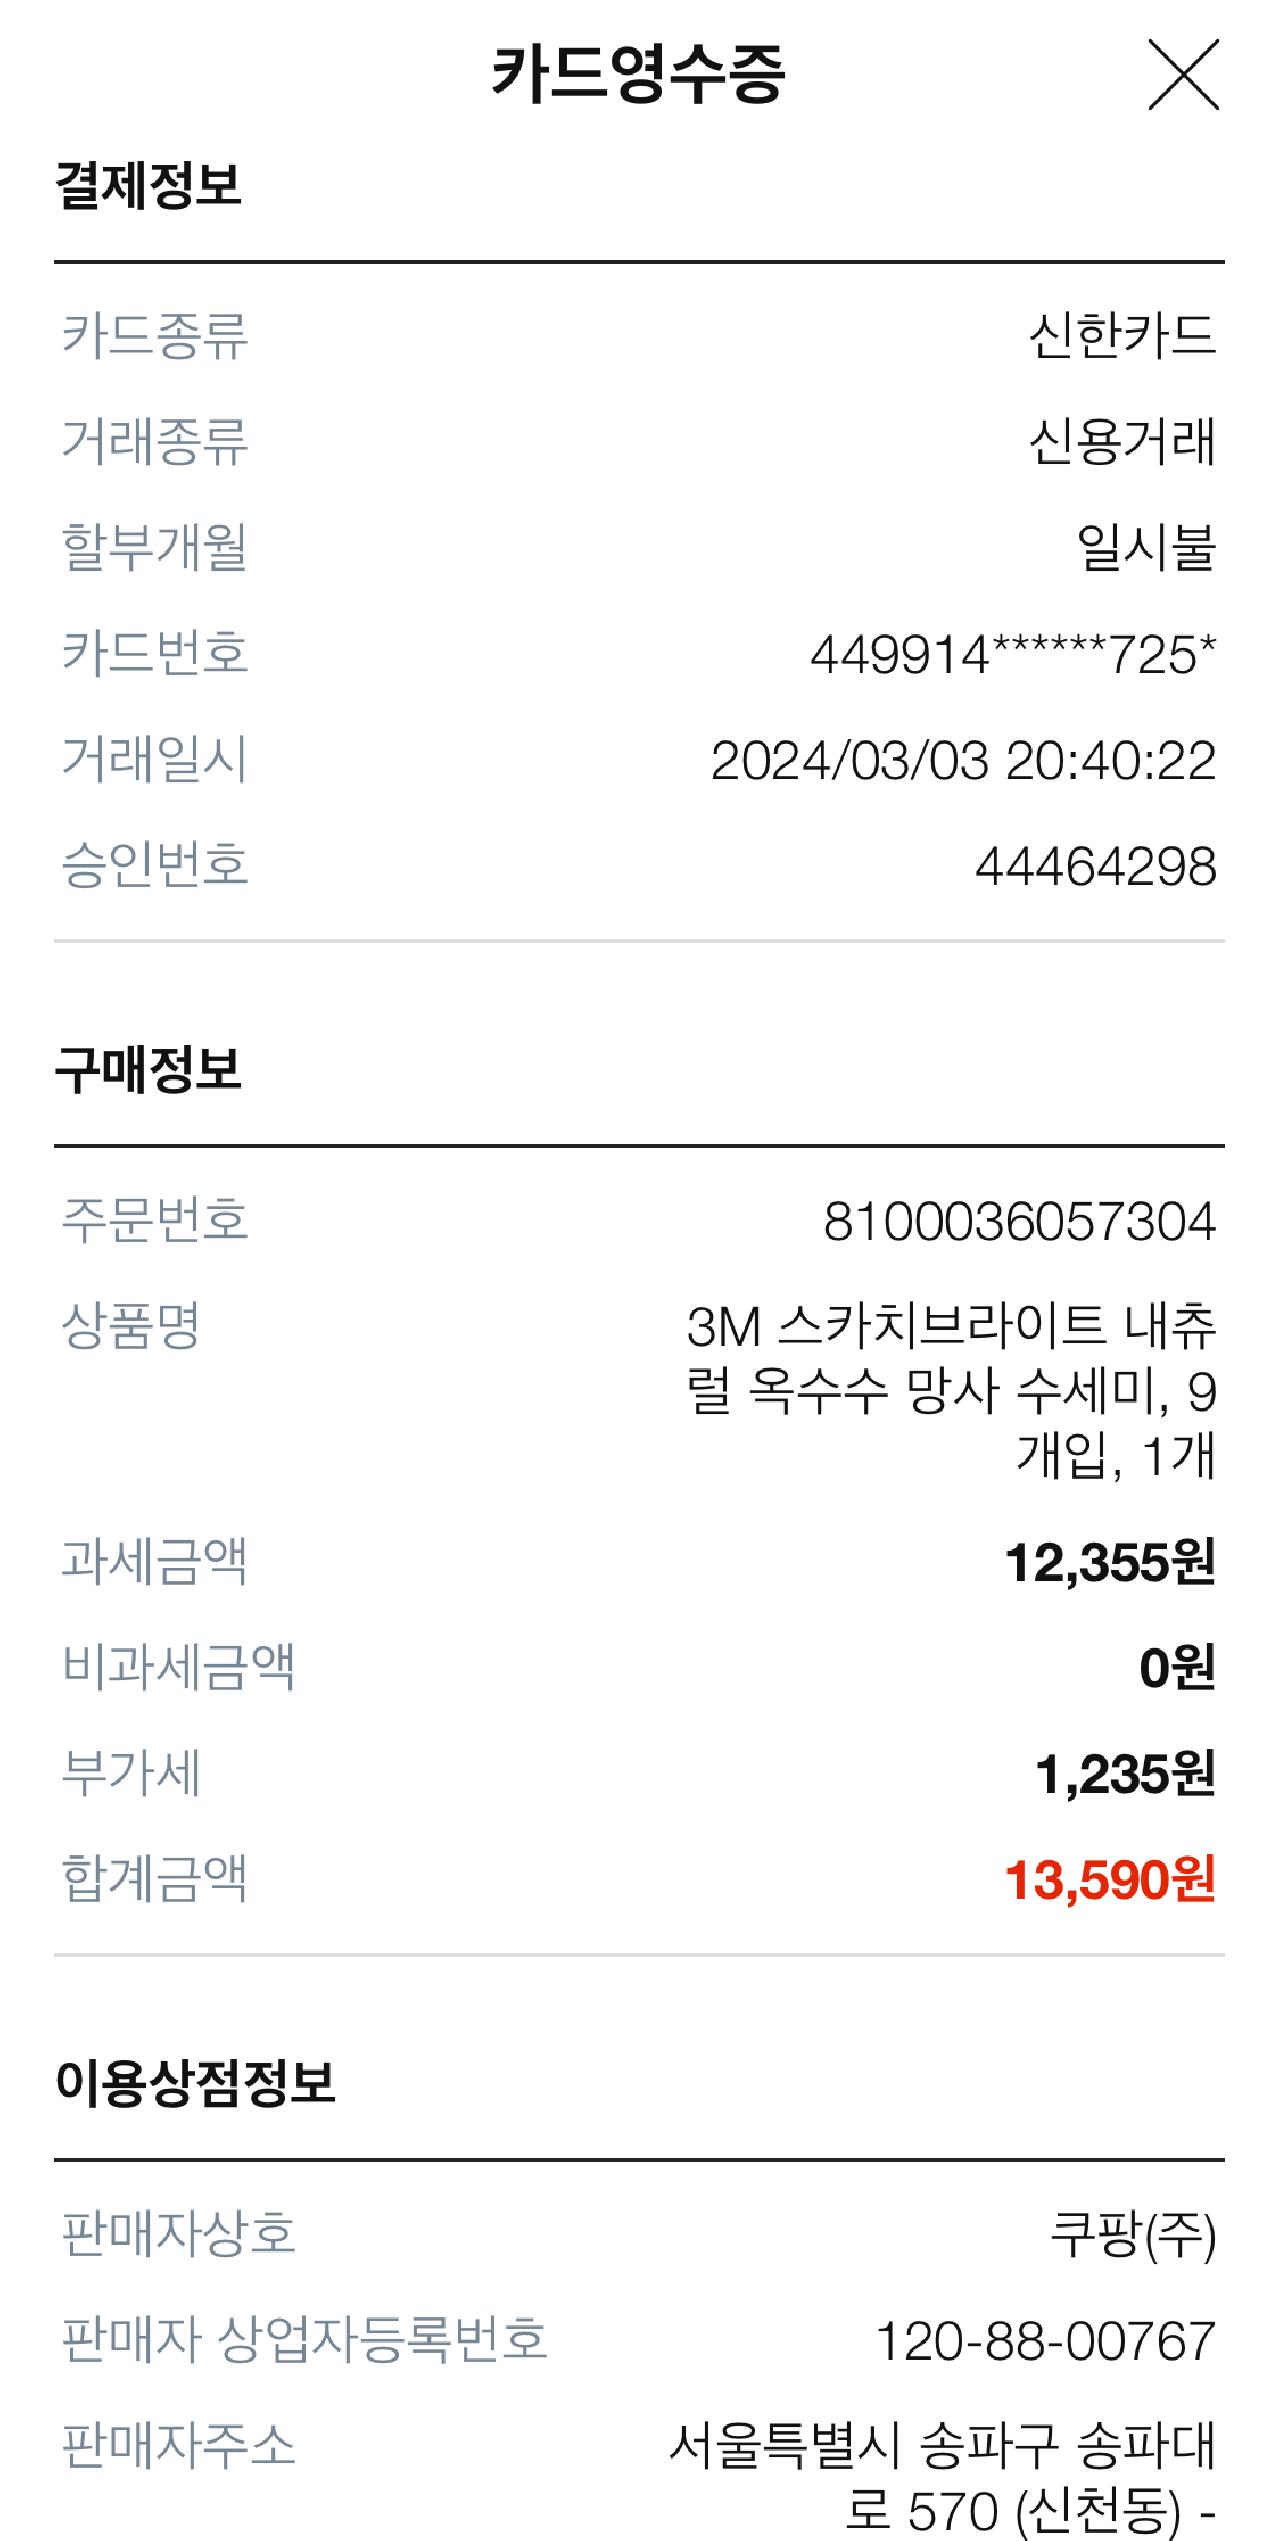 카드영수증
결제정보
카드종류 신한카드
거래종류 신용거래
할부개월 일시불
카드번호 449914******725*
거래일시 2024/03/03 20:40:22
승인번호 44464298
구매정보
주문번호 8100036057304
상품명 3M 스카치브라이트 내츄
럴 옥수수 망사 수세미, 9
개입, 1개
과세금액 12,355원
비과세금액 0원
부가세 1,235원
합계금액 13,590원
이용상점정보
판매자상호 쿠팡(주)
판매자 상업자등록번호 120-88-00767
판매자주소 서울특별시 송파구 송파대
로 570 (신천동) -